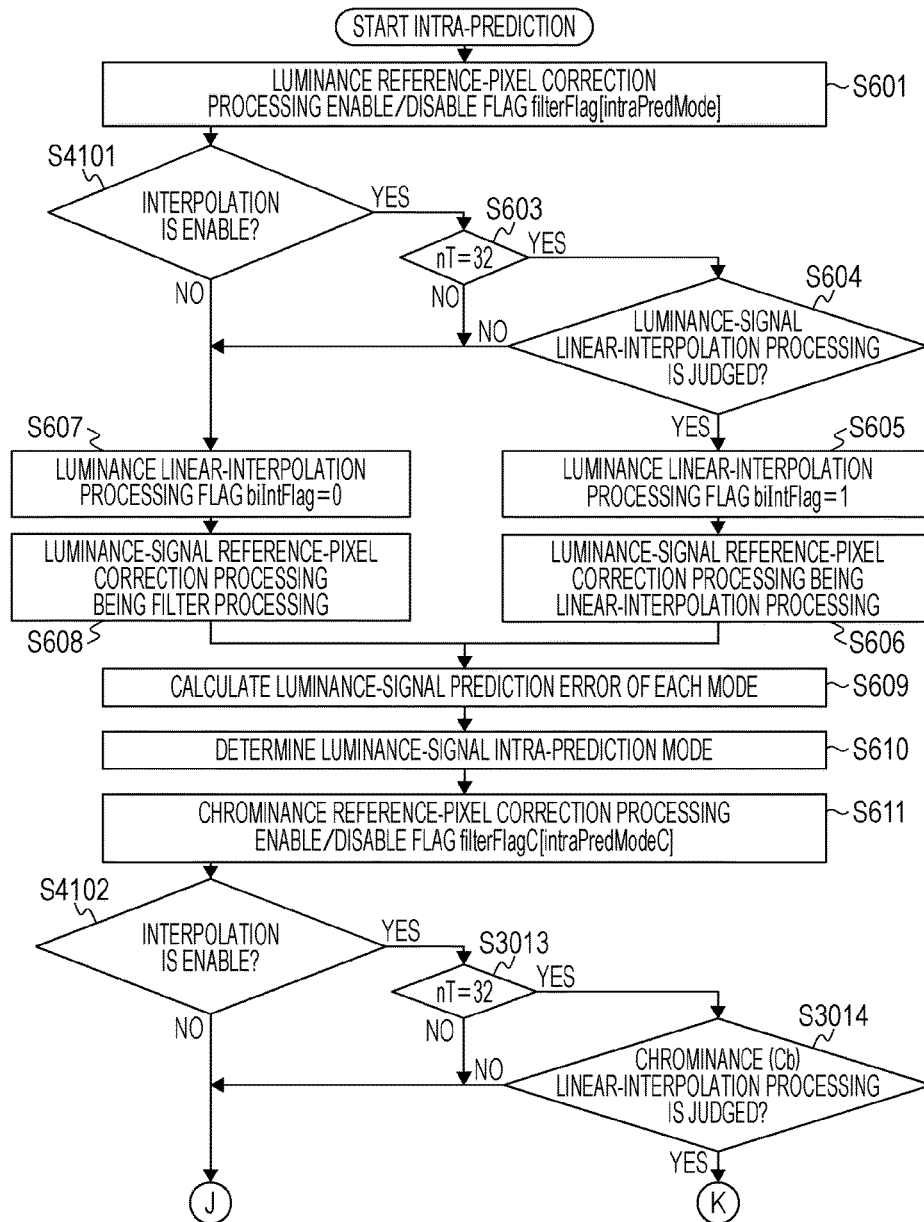 START INTRA-PREDICTION
LUMINANCE REFERENCE-PIXEL CORRECTION
PROCESSING ENABLE/DISABLE FLAG filterFlag[intraPredMode]
S601
S4101
INTERPOLATION
IS ENABLE?
YES
NO
S603
nT=32
YES
NO
S604
LUMINANCE-SIGNAL
LINEAR-INTERPOLATION PROCESSING
IS JUDGED?
NO
YES
S607
LUMINANCE LINEAR-INTERPOLATION
PROCESSING FLAG biIntFlag=0
S605
LUMINANCE LINEAR-INTERPOLATION
PROCESSING FLAG biIntFlag=1
LUMINANCE-SIGNAL REFERENCE-PIXEL
CORRECTION PROCESSING
BEING FILTER PROCESSING
S608
LUMINANCE-SIGNAL REFERENCE-PIXEL
CORRECTION PROCESSING BEING
LINEAR-INTERPOLATION PROCESSING
S606
CALCULATE LUMINANCE-SIGNAL PREDICTION ERROR OF EACH MODE
S609
DETERMINE LUMINANCE-SIGNAL INTRA-PREDICTION MODE
S610
CHROMINANCE REFERENCE-PIXEL CORRECTION PROCESSING
ENABLE/DISABLE FLAG filterFlagC[intraPredModeC]
S611
S4102
INTERPOLATION
IS ENABLE?
YES
NO
S3013
nT=32
YES
NO
S3014
CHROMINANCE (Cb)
LINEAR-INTERPOLATION PROCESSING
IS JUDGED?
NO
YES
J
K